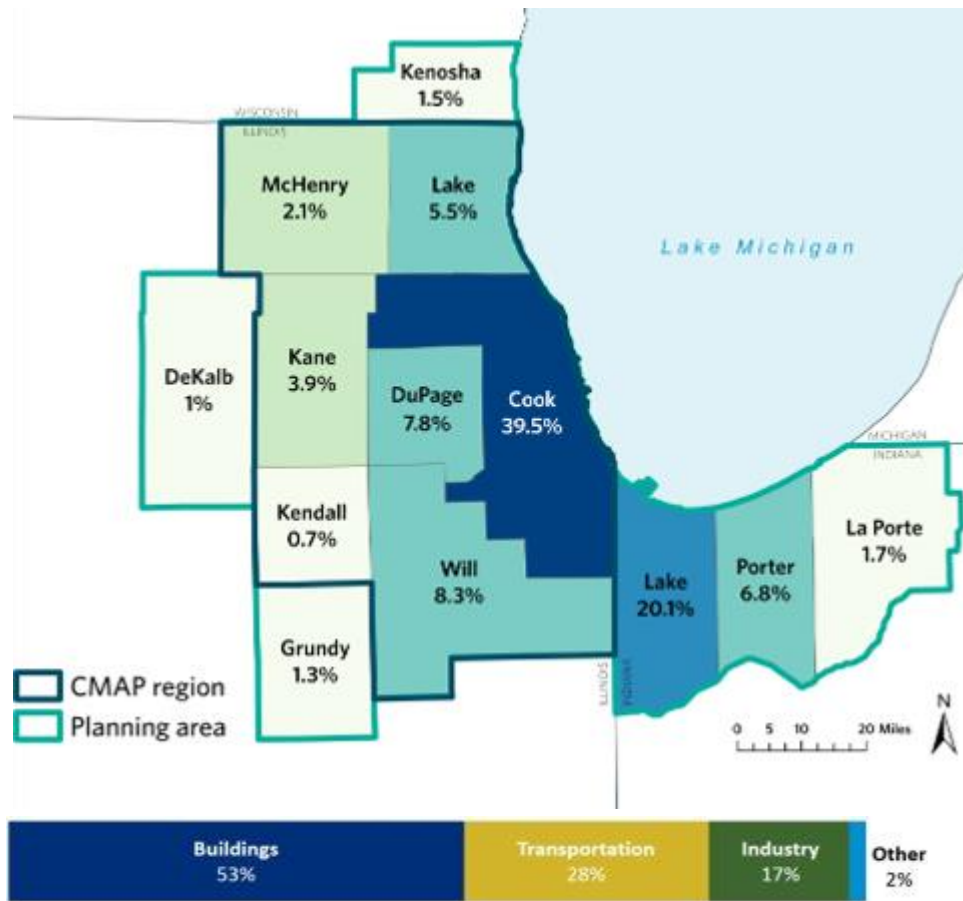 Kenosha
1.5%
WISCONSIN
ILLINOIS
McHenry
2.1%
Lake
5.5%
Lake Michigan
DeKalb
1%
Kane
3.9%
DuPage
7.8%
Cook
39.5%
MICHIGAN
INDIANA
Kendall
0.7%
Will
8.3%
Lake
20.1%
Porter
6.8%
La Porte
1.7%
Grundy
1.3%
ILLINOIS
INDIANA
CMAP region
Planning area
N
0 5 10 20 Miles
Buildings
53%
Transportation
28%
Industry
17%
Other
2%